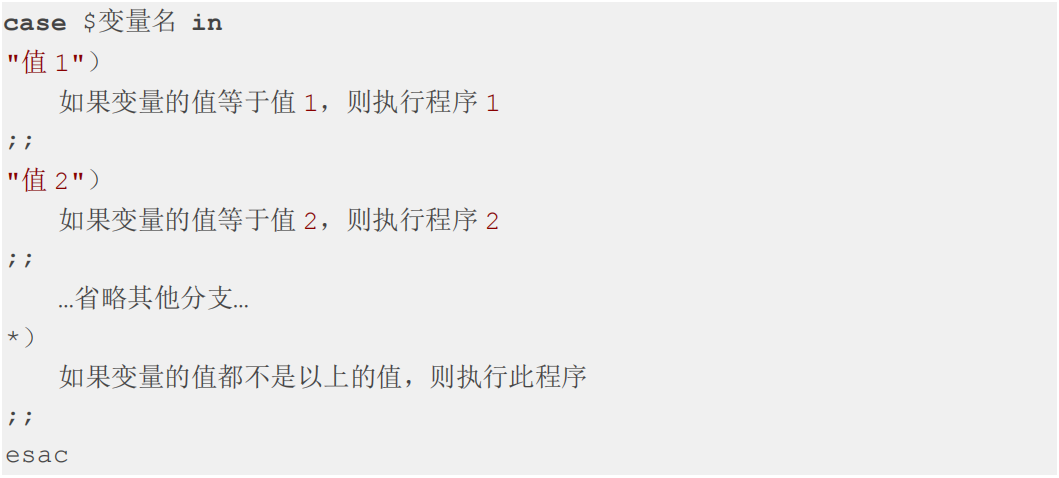 case $变量名 in
"值 1"）
如果变量的值等于值 1，则执行程序 1
;;
"值 2"）
如果变量的值等于值 2，则执行程序 2
;;
…省略其他分支…
*）
如果变量的值都不是以上的值，则执行此程序
;;
esac